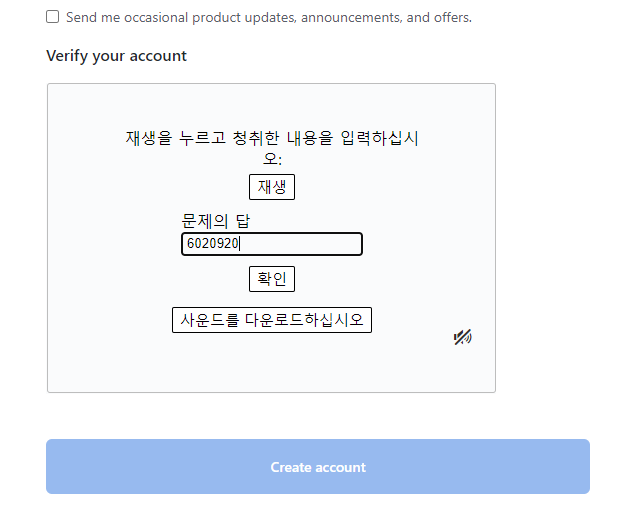 Send me occasional product updates, announcements, and offers.
Verify your account
재생을 누르고 청취한 내용을 입력하십시
오:
재생
문제의 답
6020920
확인
사운드를 다운로드하십시오
Create account